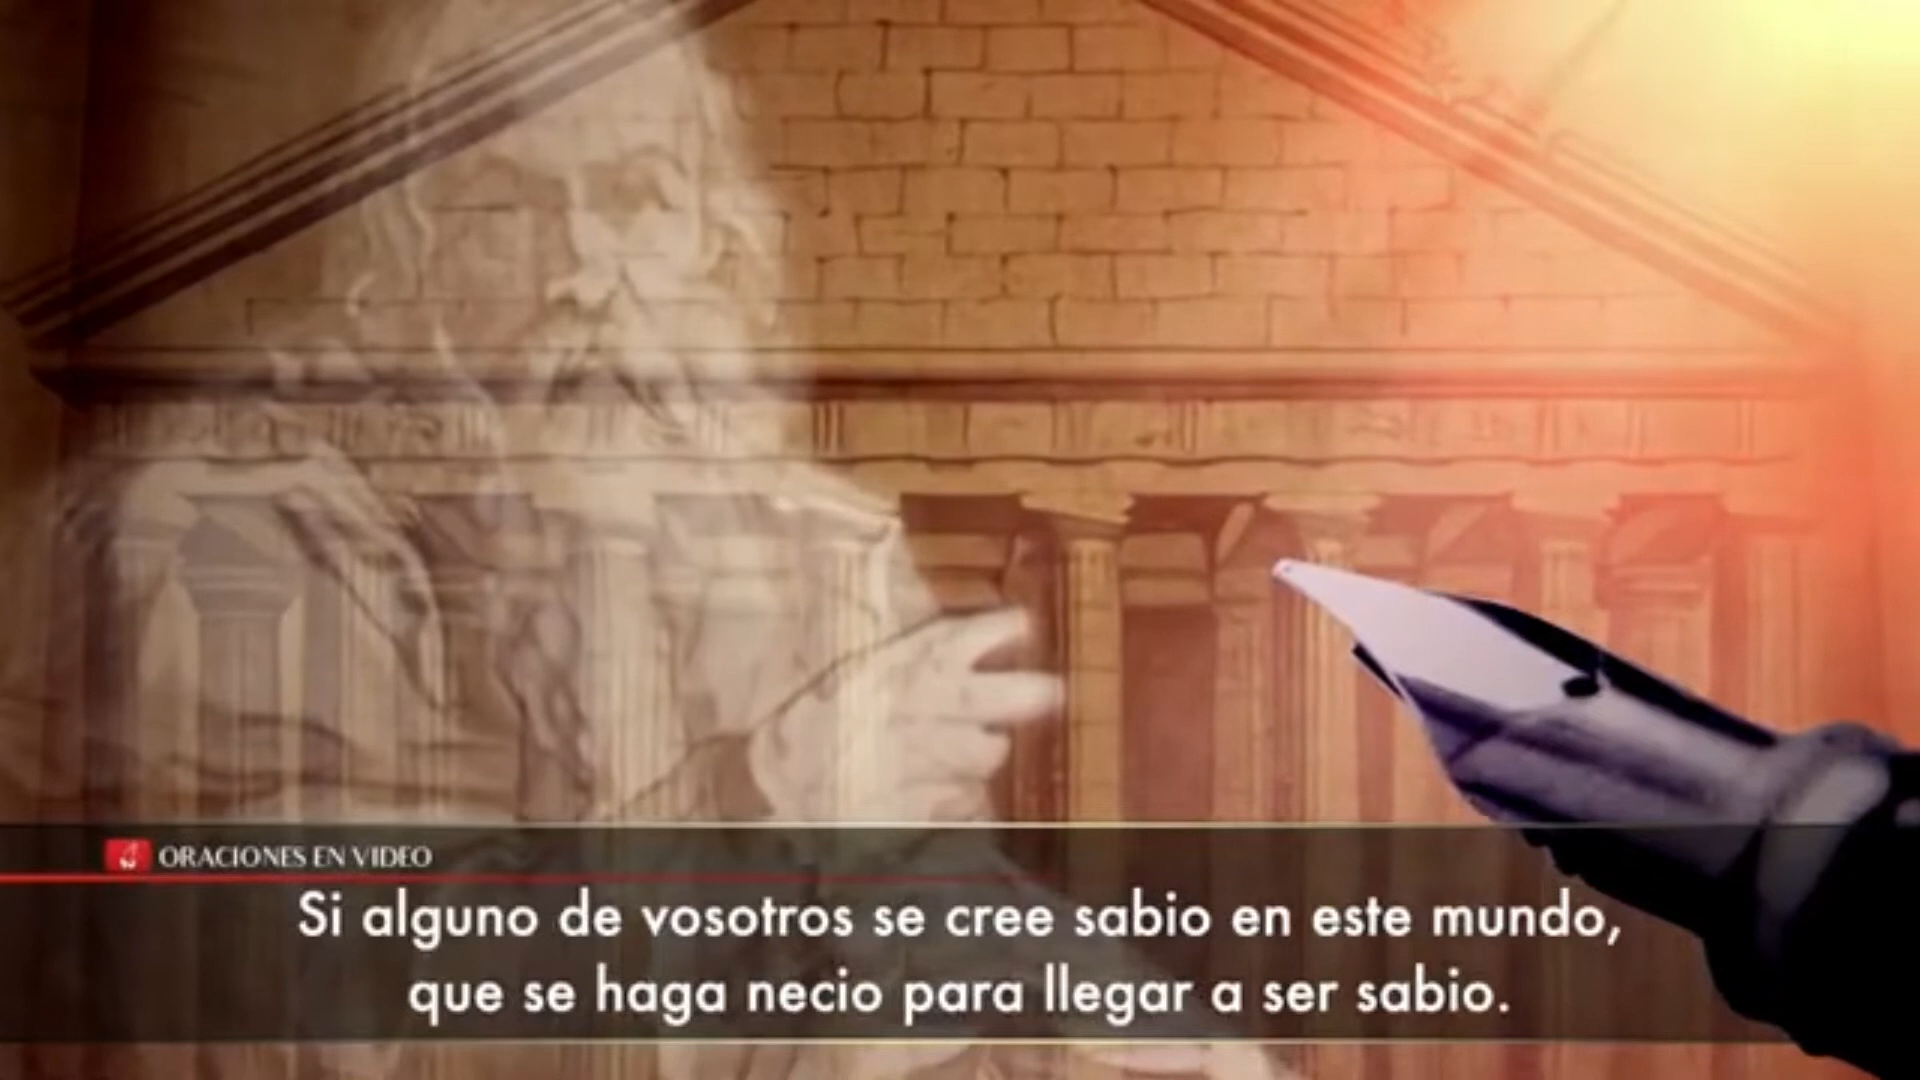 ORACIONES EN VIDEO
Si alguno de vosotros se cree sabio en este mundo,
que se haga necio para llegar a ser sabio.